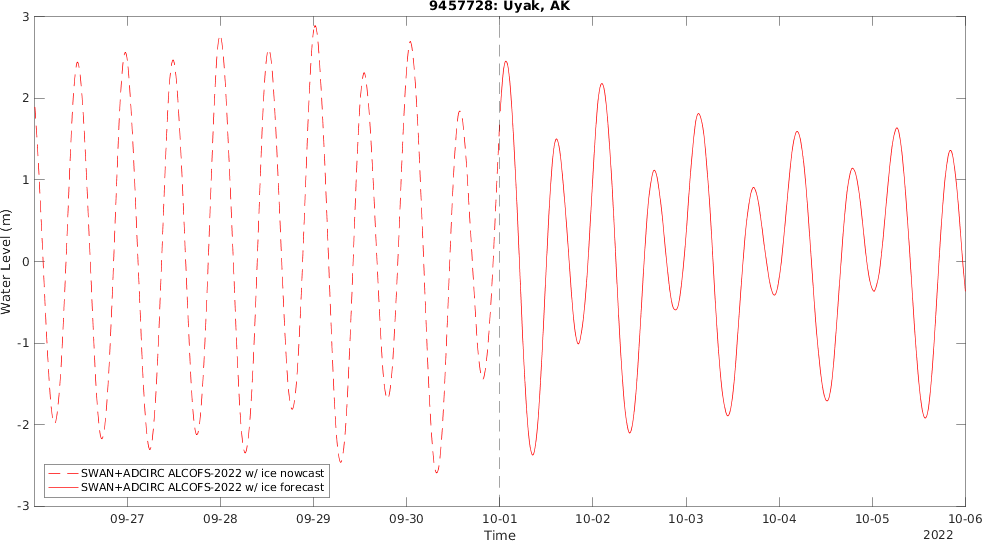 9457728: Uyak, AK
Water Level (m)
3
2
1
0
-1
-2
-3
SWAN+ADCIRC ALCOFS-2022 w/ ice nowcast
SWAN+ADCIRC ALCOFS-2022 w/ ice forecast
09-27 09-28 09-29 09-30 10-01 10-02 10-03 10-04 10-05 10-06
Time
2022